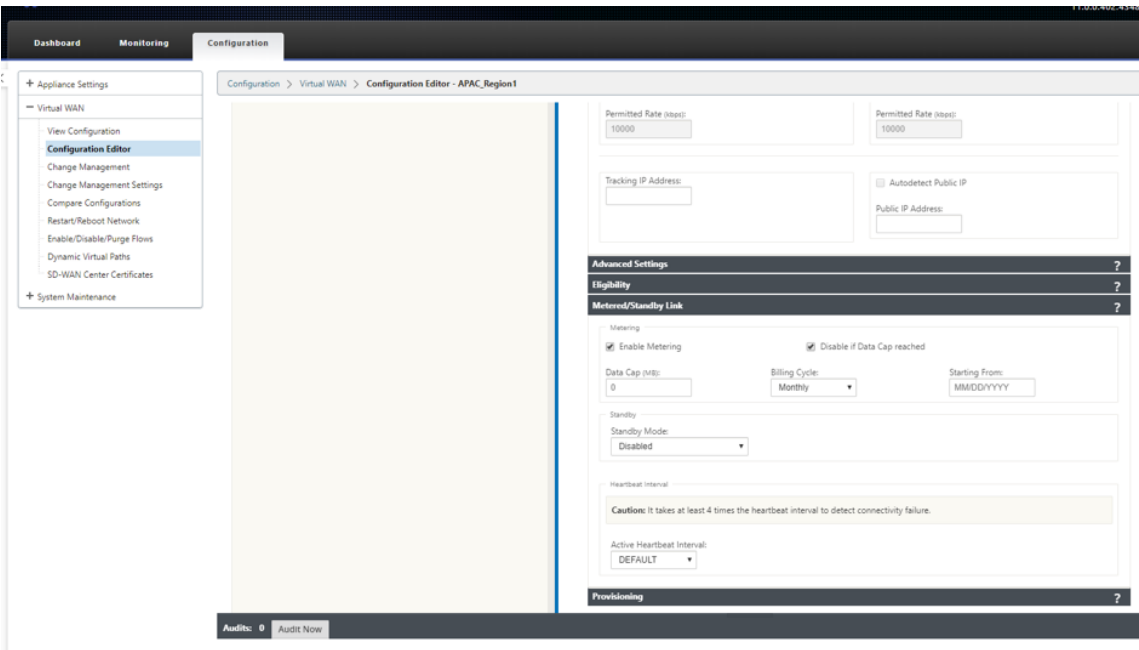 11.0.0.402.4348
Dashboard Monitoring Configuration
+ Appliance Settings
− Virtual WAN
View Configuration
Configuration Editor
Change Management
Change Management Settings
Compare Configurations
Restart/Reboot Network
Enable/Disable/Purge Flows
Dynamic Virtual Paths
SD-WAN Center Certificates
+ System Maintenance
Configuration > Virtual WAN > Configuration Editor - APAC_Region1
Permitted Rate (kbps): Permitted Rate (kbps):
10000 10000
Tracking IP Address: Autodetect Public IP
Public IP Address:
Advanced Settings ?
Eligibility ?
Metered/Standby Link ?
Metering
Enable Metering Disable if Data Cap reached
Data Cap (MB): Billing Cycle: Starting From:
0 Monthly MM/DD/YYYY
Standby
Standby Mode:
Disabled
Heartbeat Interval
Caution: It takes at least 4 times the heartbeat interval to detect connectivity failure.
Active Heartbeat Interval:
DEFAULT
Provisioning ?
Audits: 0 Audit Now